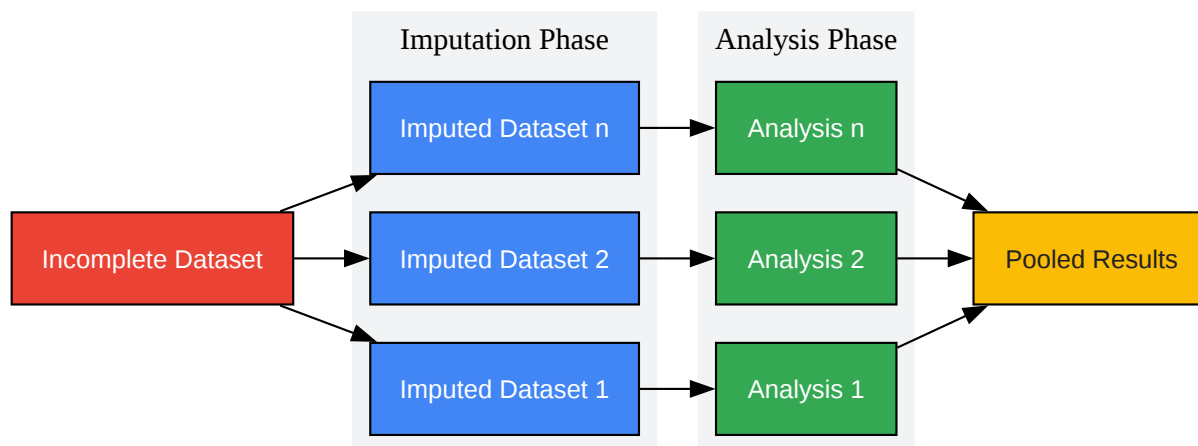 Imputation Phase
Analysis Phase
Imputed Dataset n
Analysis n
Incomplete Dataset
Imputed Dataset 2
Analysis 2
Pooled Results
Imputed Dataset 1
Analysis 1